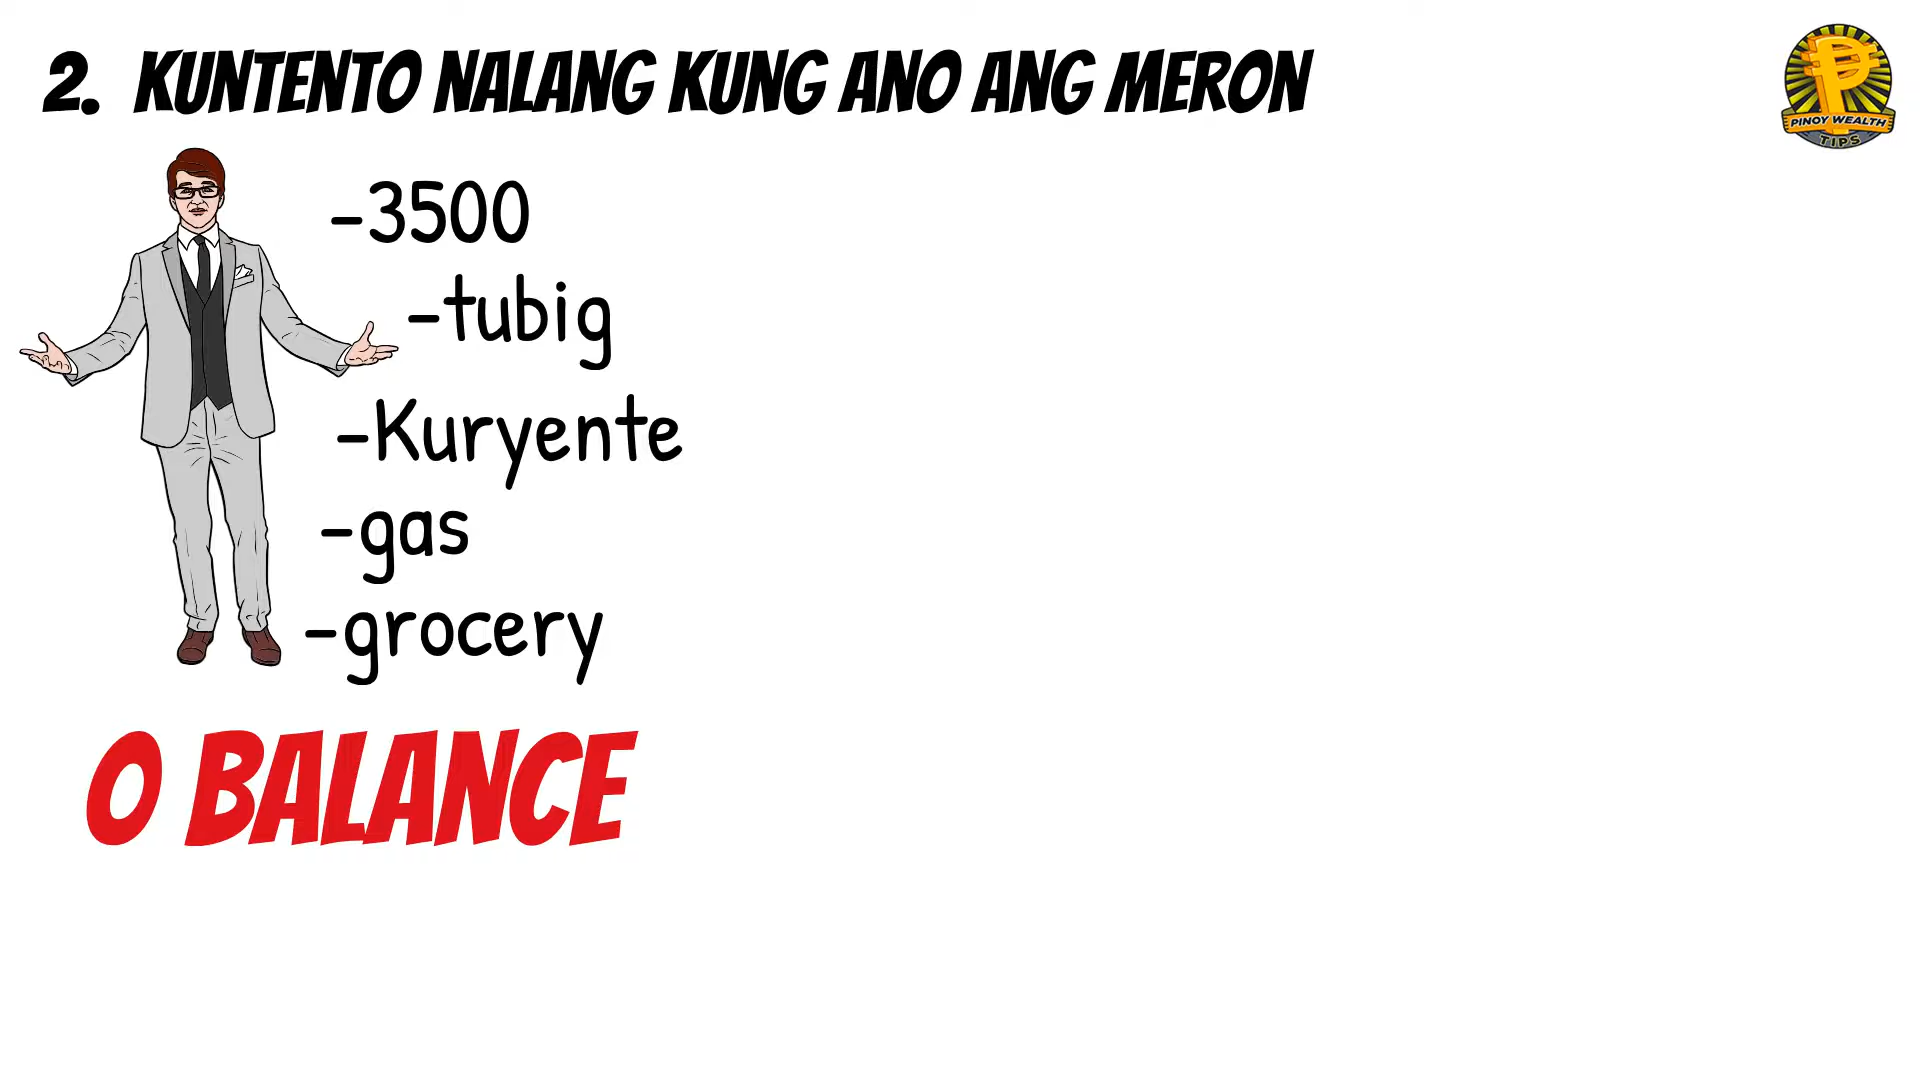 2. KUNTENTO NALANG KUNG ANO ANG MERON
PINOY WEALTH
TIPS
-3500
-tubig
-Kuryente
-gas
-grocery
0 BALANCE